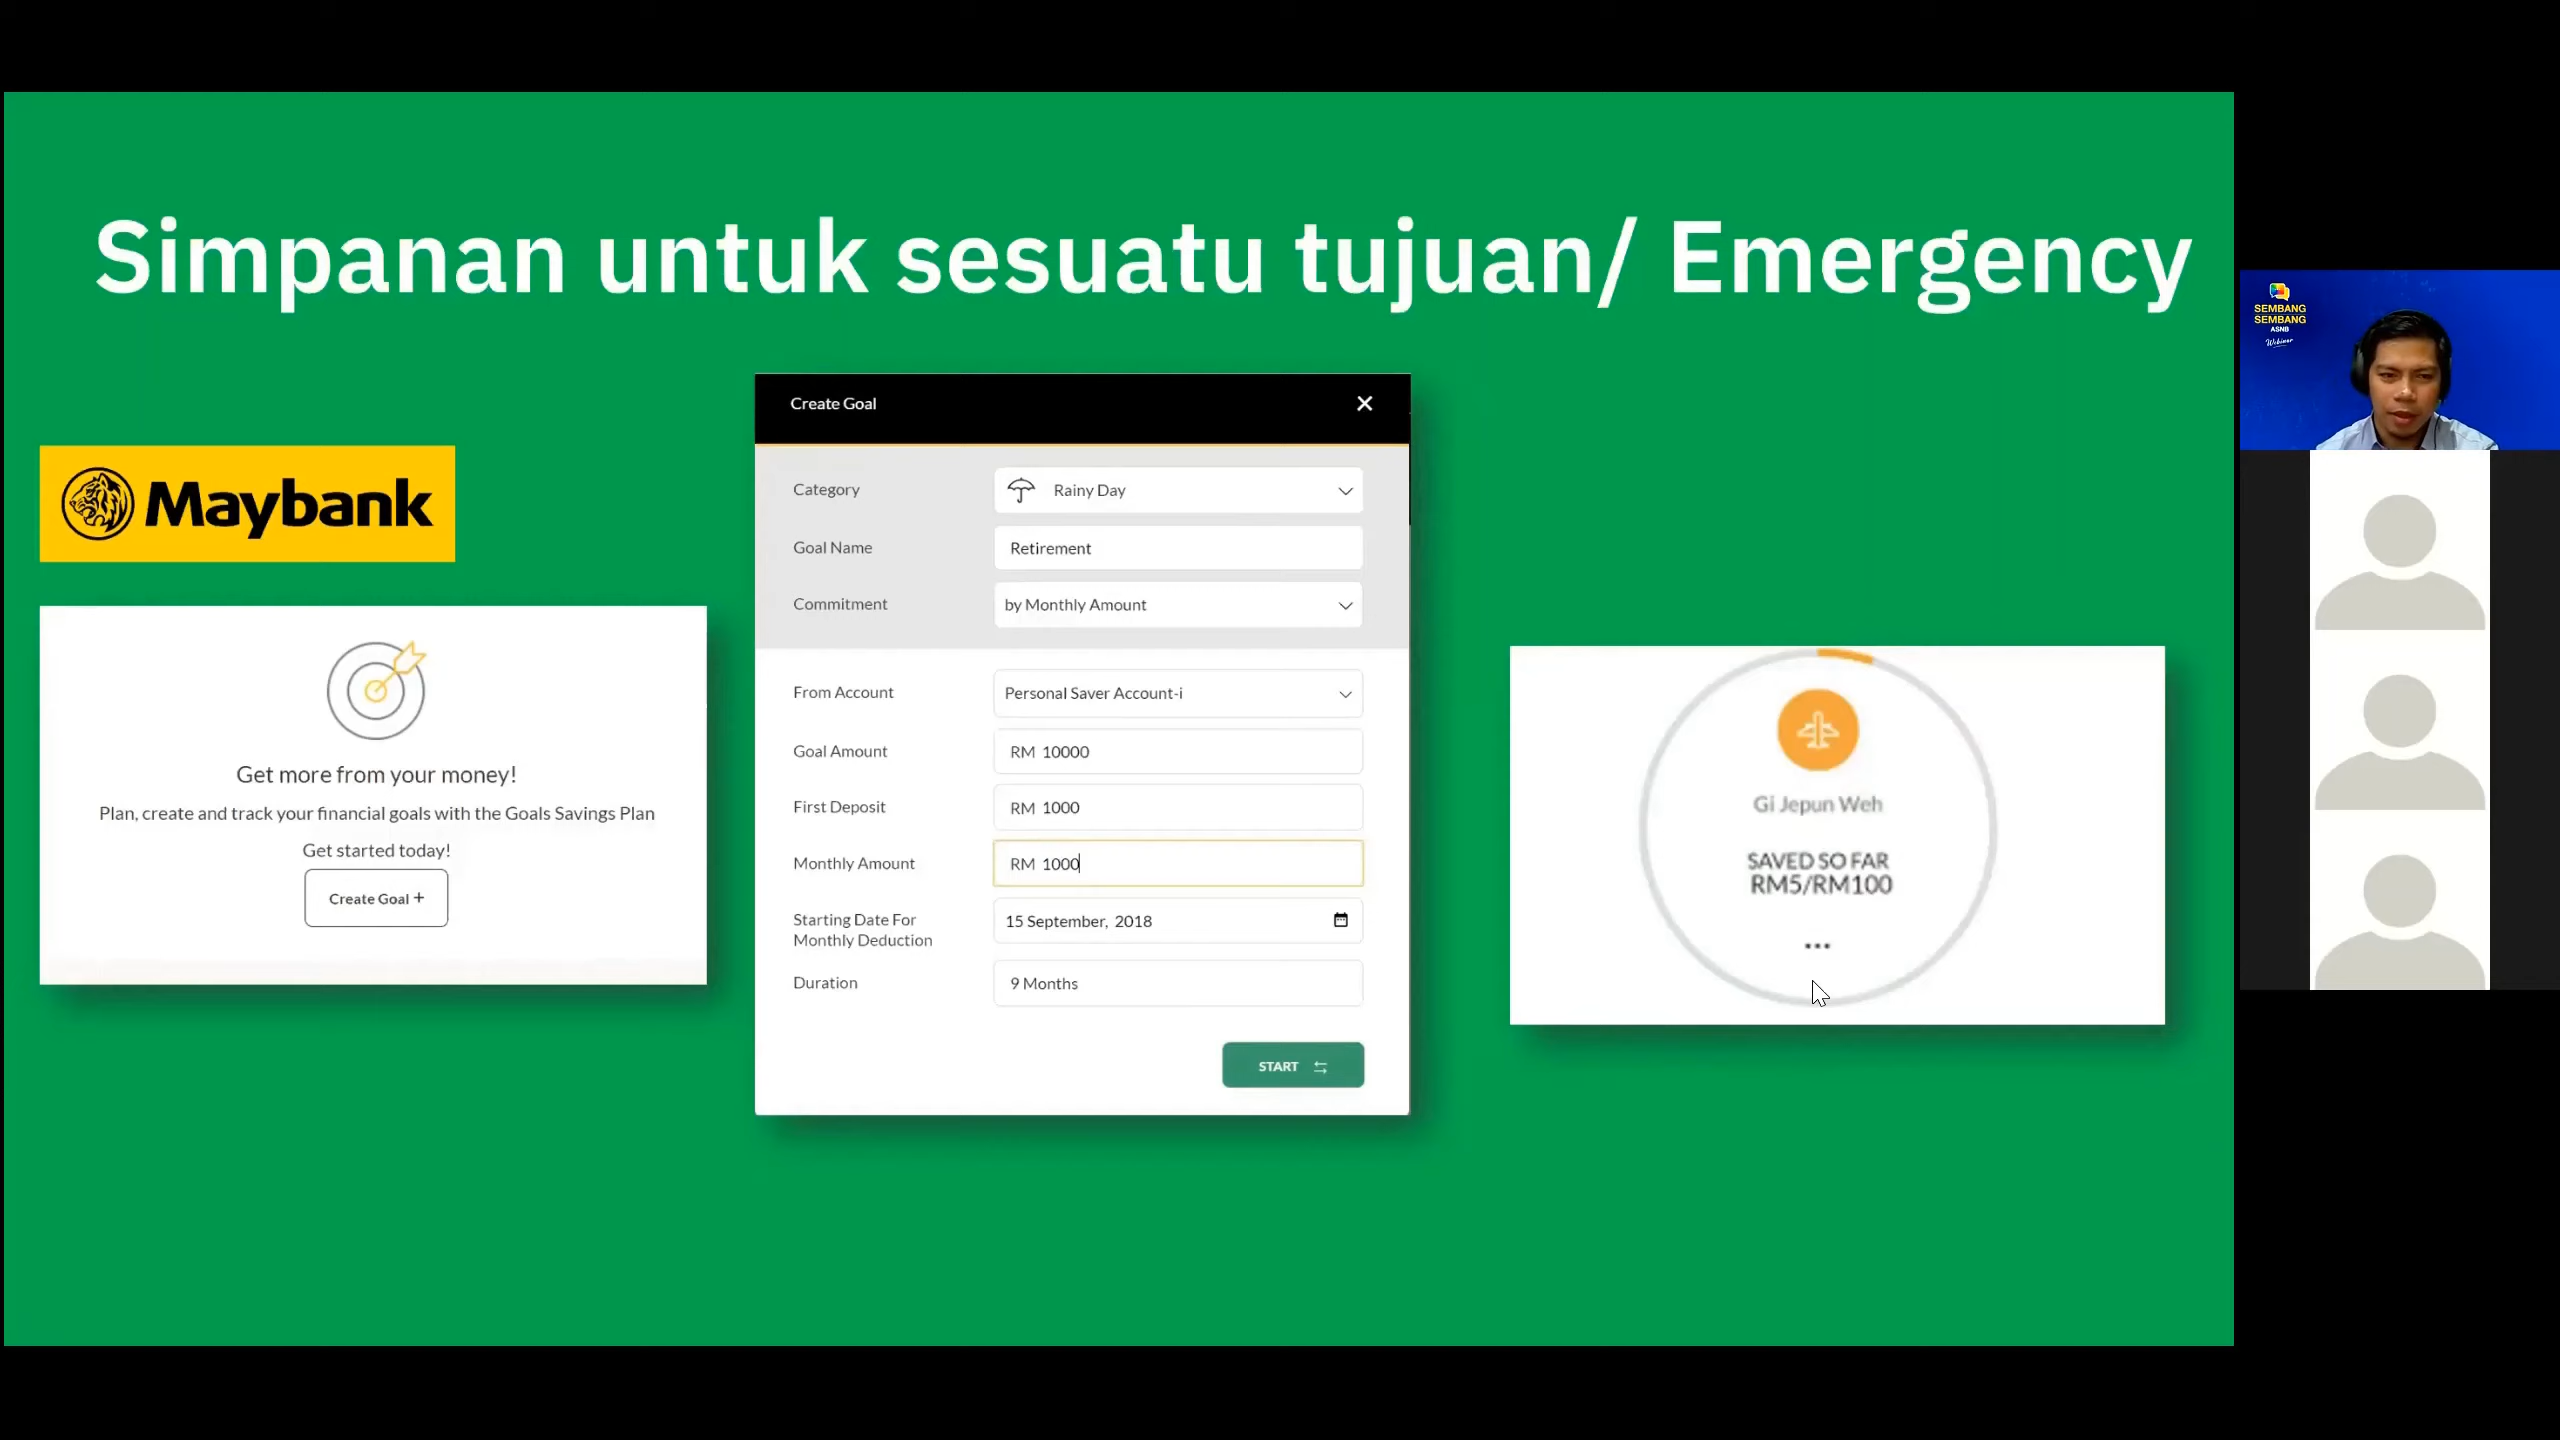 Simpanan untuk sesuatu tujuan/ Emergency
Maybank
Get more from your money!
Plan, create and track your financial goals with the Goals Savings Plan
Get started today!
Create Goal +
Create Goal
Category
Rainy Day
Goal Name
Retirement
Commitment
by Monthly Amount
From Account
Personal Saver Account-i
Goal Amount
RM 10000
First Deposit
RM 1000
Monthly Amount
RM 1000
Starting Date For
Monthly Deduction
15 September, 2018
Duration
9 Months
START
Gi Jepun Weh
SAVED SO FAR
RM5/RM100
SEMBANG
SEMBANG
ASNB
Webinar